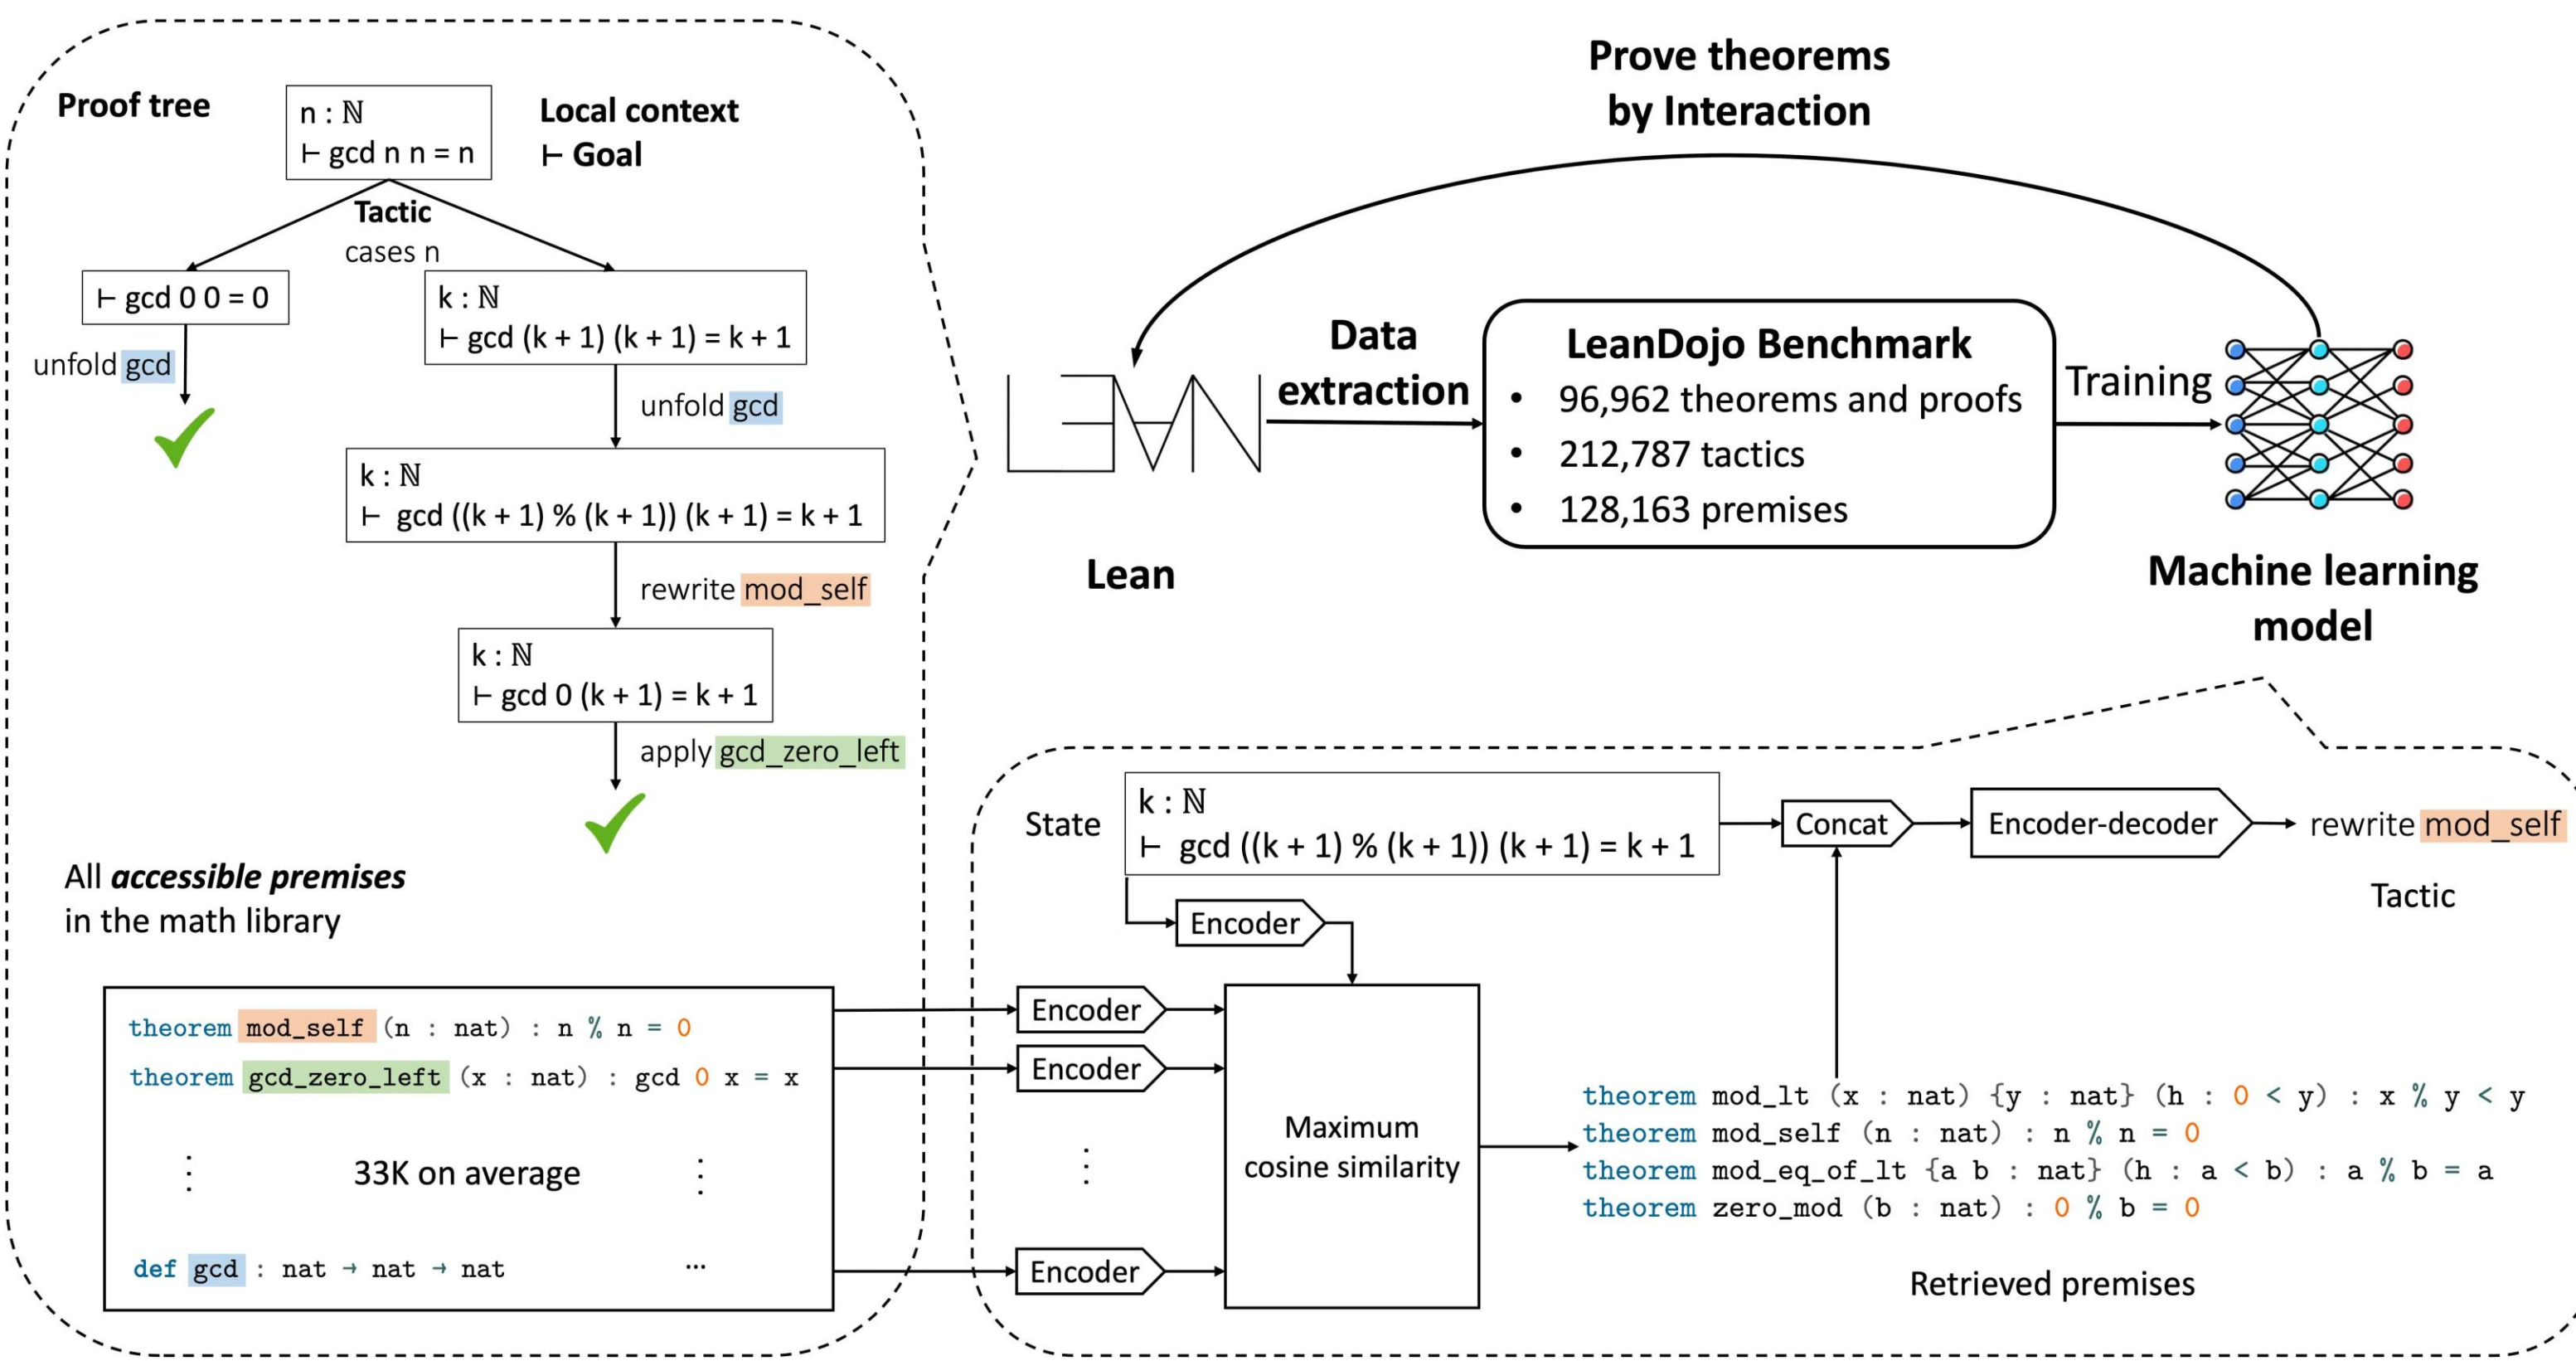 Proof tree
n : ℕ
⊢ gcd n n = n
Local context
⊢ Goal
Tactic
cases n
⊢ gcd 0 0 = 0
k : ℕ
⊢ gcd (k + 1) (k + 1) = k + 1
unfold gcd
unfold gcd
k : ℕ
⊢ gcd ((k + 1) % (k + 1)) (k + 1) = k + 1
rewrite mod_self
k : ℕ
⊢ gcd 0 (k + 1) = k + 1
apply gcd_zero_left
All accessible premises
in the math library
theorem mod_self (n : nat) : n % n = 0
theorem gcd_zero_left (x : nat) : gcd 0 x = x
⋮ 33K on average ⋮
def gcd : nat → nat → nat ...
Prove theorems
by Interaction
LEAN
Lean
Data
extraction
LeanDojo Benchmark
• 96,962 theorems and proofs
• 212,787 tactics
• 128,163 premises
Training
Machine learning
model
State
k : ℕ
⊢ gcd ((k + 1) % (k + 1)) (k + 1) = k + 1
Concat
Encoder-decoder
rewrite mod_self
Tactic
Encoder
Encoder
Encoder
⋮
Encoder
Maximum
cosine similarity
theorem mod_lt (x : nat) {y : nat} (h : 0 < y) : x % y < y
theorem mod_self (n : nat) : n % n = 0
theorem mod_eq_of_lt {a b : nat} (h : a < b) : a % b = a
theorem zero_mod (b : nat) : 0 % b = 0
Retrieved premises